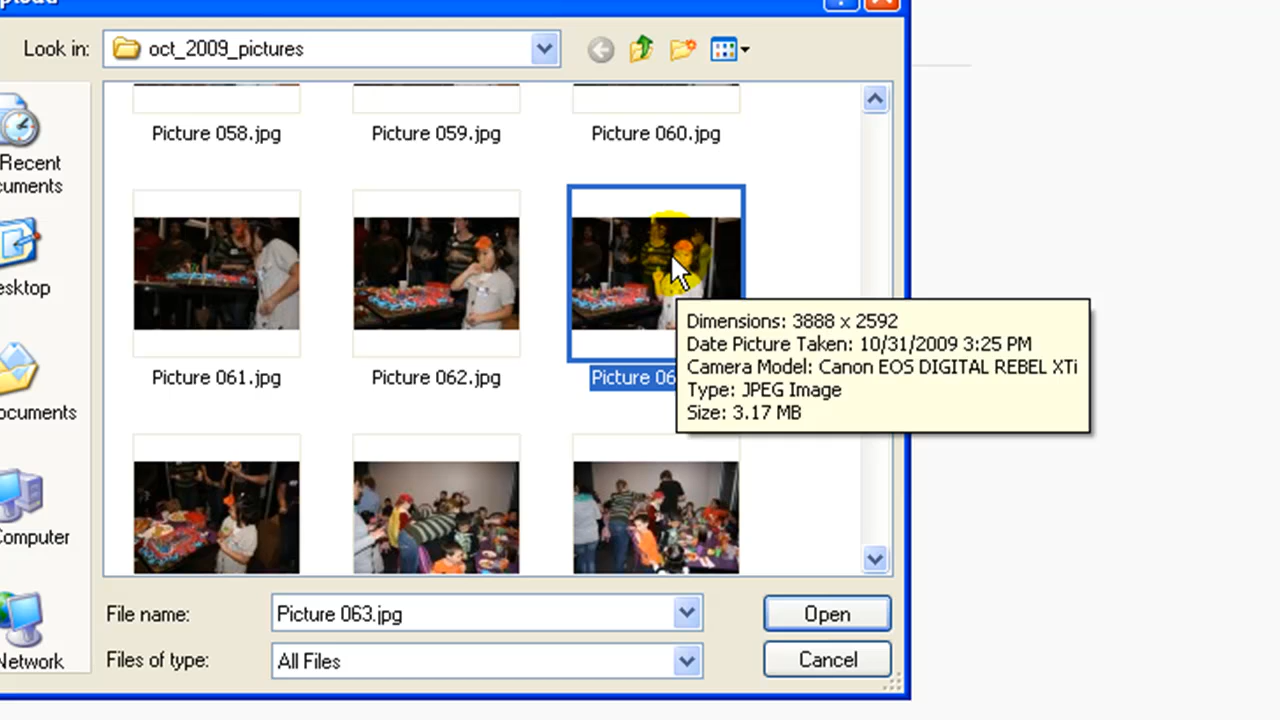 Look in:
oct_2009_pictures
Recent
cuments
esktop
ocuments
Computer
Network
Picture 058.jpg
Picture 059.jpg
Picture 060.jpg
Picture 061.jpg
Picture 062.jpg
Picture 06
Dimensions: 3888 x 2592
Date Picture Taken: 10/31/2009 3:25 PM
Camera Model: Canon EOS DIGITAL REBEL XTi
Type: JPEG Image
Size: 3.17 MB
File name:
Picture 063.jpg
Open
Files of type:
All Files
Cancel